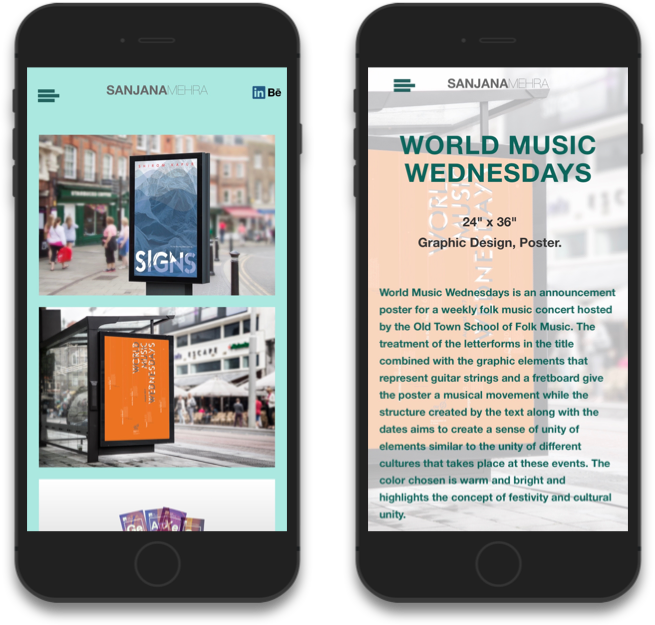 SANJANAMEHRA
in Bē
SIGNS
SANJANAMEHRA
WORLD MUSIC
WEDNESDAYS
24" x 36"
Graphic Design, Poster.
World Music Wednesdays is an announcement
poster for a weekly folk music concert hosted
by the Old Town School of Folk Music. The
treatment of the letterforms in the title
combined with the graphic elements that
represent guitar strings and a fretboard give
the poster a musical movement while the
structure created by the text along with the
dates aims to create a sense of unity of
elements similar to the unity of different
cultures that takes place at these events. The
color chosen is warm and bright and
highlights the concept of festivity and cultural
unity.